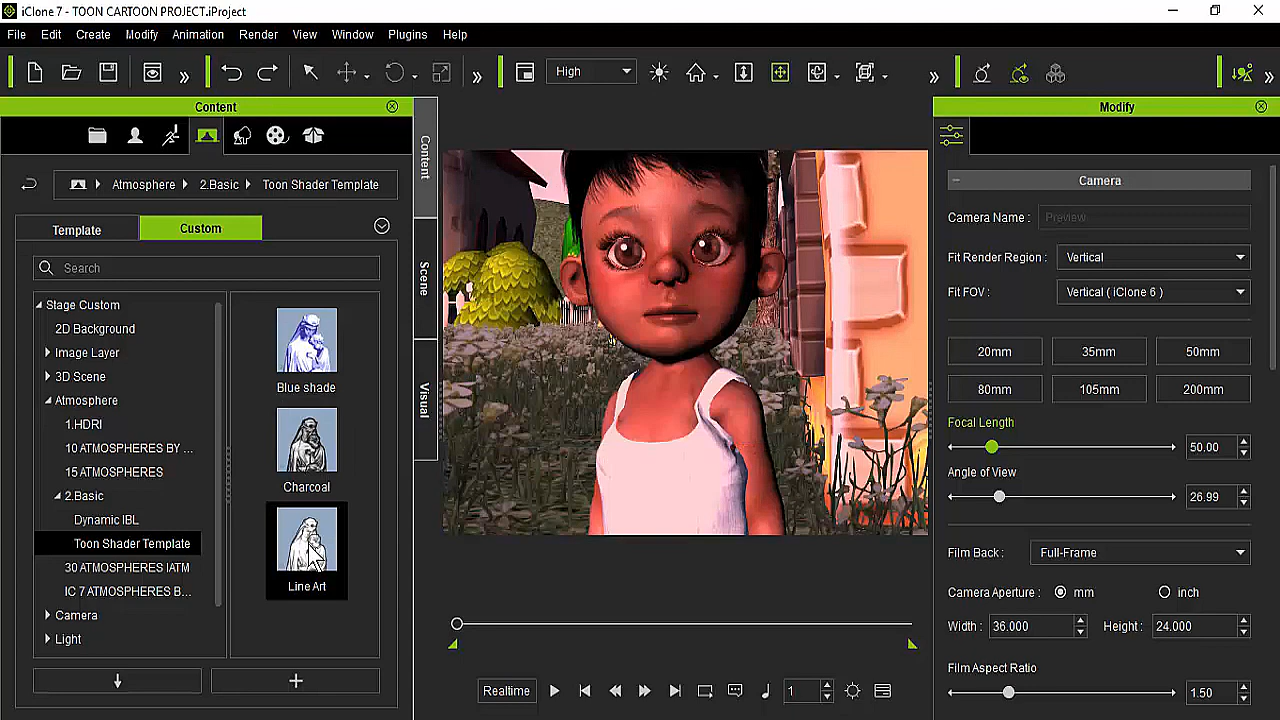 iClone 7 - TOON CARTOON PROJECT.iProject
File Edit Create Modify Animation Render View Window Plugins Help
High
Content
Atmosphere 2.Basic Toon Shader Template
Template Custom
Search
Stage Custom
2D Background
Image Layer
3D Scene
Atmosphere
1.HDRI
10 ATMOSPHERES BY ...
15 ATMOSPHERES
2.Basic
Dynamic IBL
Toon Shader Template
30 ATMOSPHERES IATM
IC 7 ATMOSPHERES B...
Camera
Light
Blue shade
Charcoal
Line Art
Content
Scene
Visual
Realtime
1
Modify
Camera
Camera Name : Preview
Fit Render Region : Vertical
Fit FOV : Vertical ( iClone 6 )
20mm 35mm 50mm
80mm 105mm 200mm
Focal Length
50.00
Angle of View
26.99
Film Back : Full-Frame
Camera Aperture : mm inch
Width : 36.000 Height : 24.000
Film Aspect Ratio
1.50